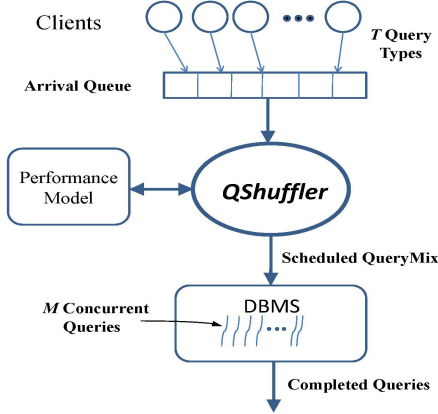 Clients
T Query
Types
Arrival Queue
Performance
Model
QShuffler
Scheduled QueryMix
M Concurrent
Queries
DBMS
Completed Queries